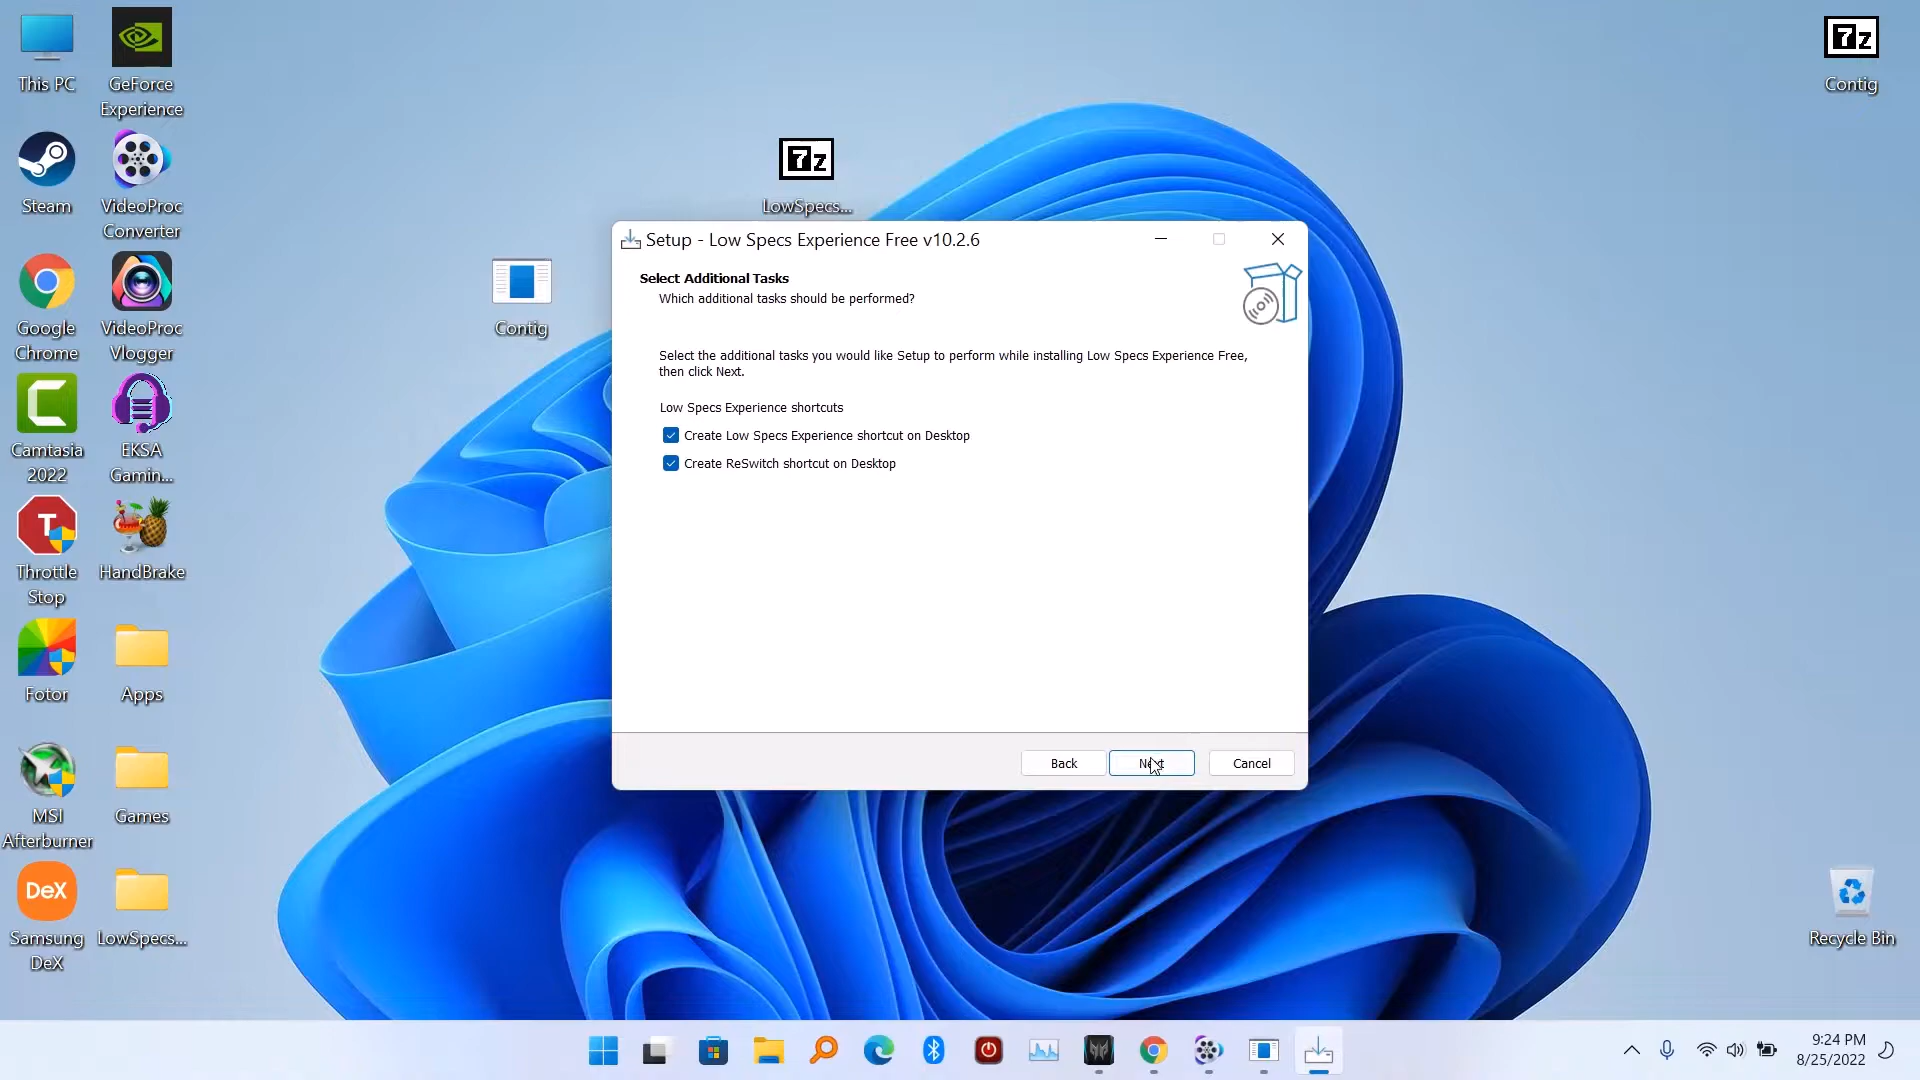 This PC
GeForce
Experience
Steam
VideoProc
Converter
Google
Chrome
VideoProc
Vlogger
Camtasia
2022
EKSA
Gamin...
Throttle
Stop
HandBrake
Fotor
Apps
MSI
Afterburner
Games
DeX
Samsung
DeX
LowSpecs...
7z
LowSpecs...
Contig
7z
Contig
Recycle Bin
Setup - Low Specs Experience Free v10.2.6
Select Additional Tasks
Which additional tasks should be performed?
Select the additional tasks you would like Setup to perform while installing Low Specs Experience Free,
then click Next.
Low Specs Experience shortcuts
Create Low Specs Experience shortcut on Desktop
Create ReSwitch shortcut on Desktop
Back
Next
Cancel
9:24 PM
8/25/2022